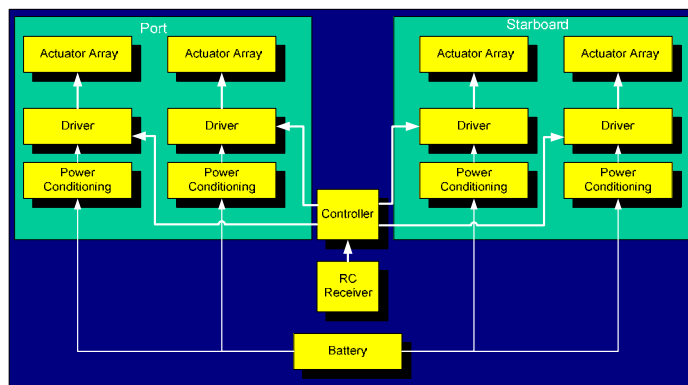 Port
Starboard
Actuator Array
Actuator Array
Actuator Array
Actuator Array
Driver
Driver
Driver
Driver
Power
Conditioning
Power
Conditioning
Power
Conditioning
Power
Conditioning
Controller
RC
Receiver
Battery